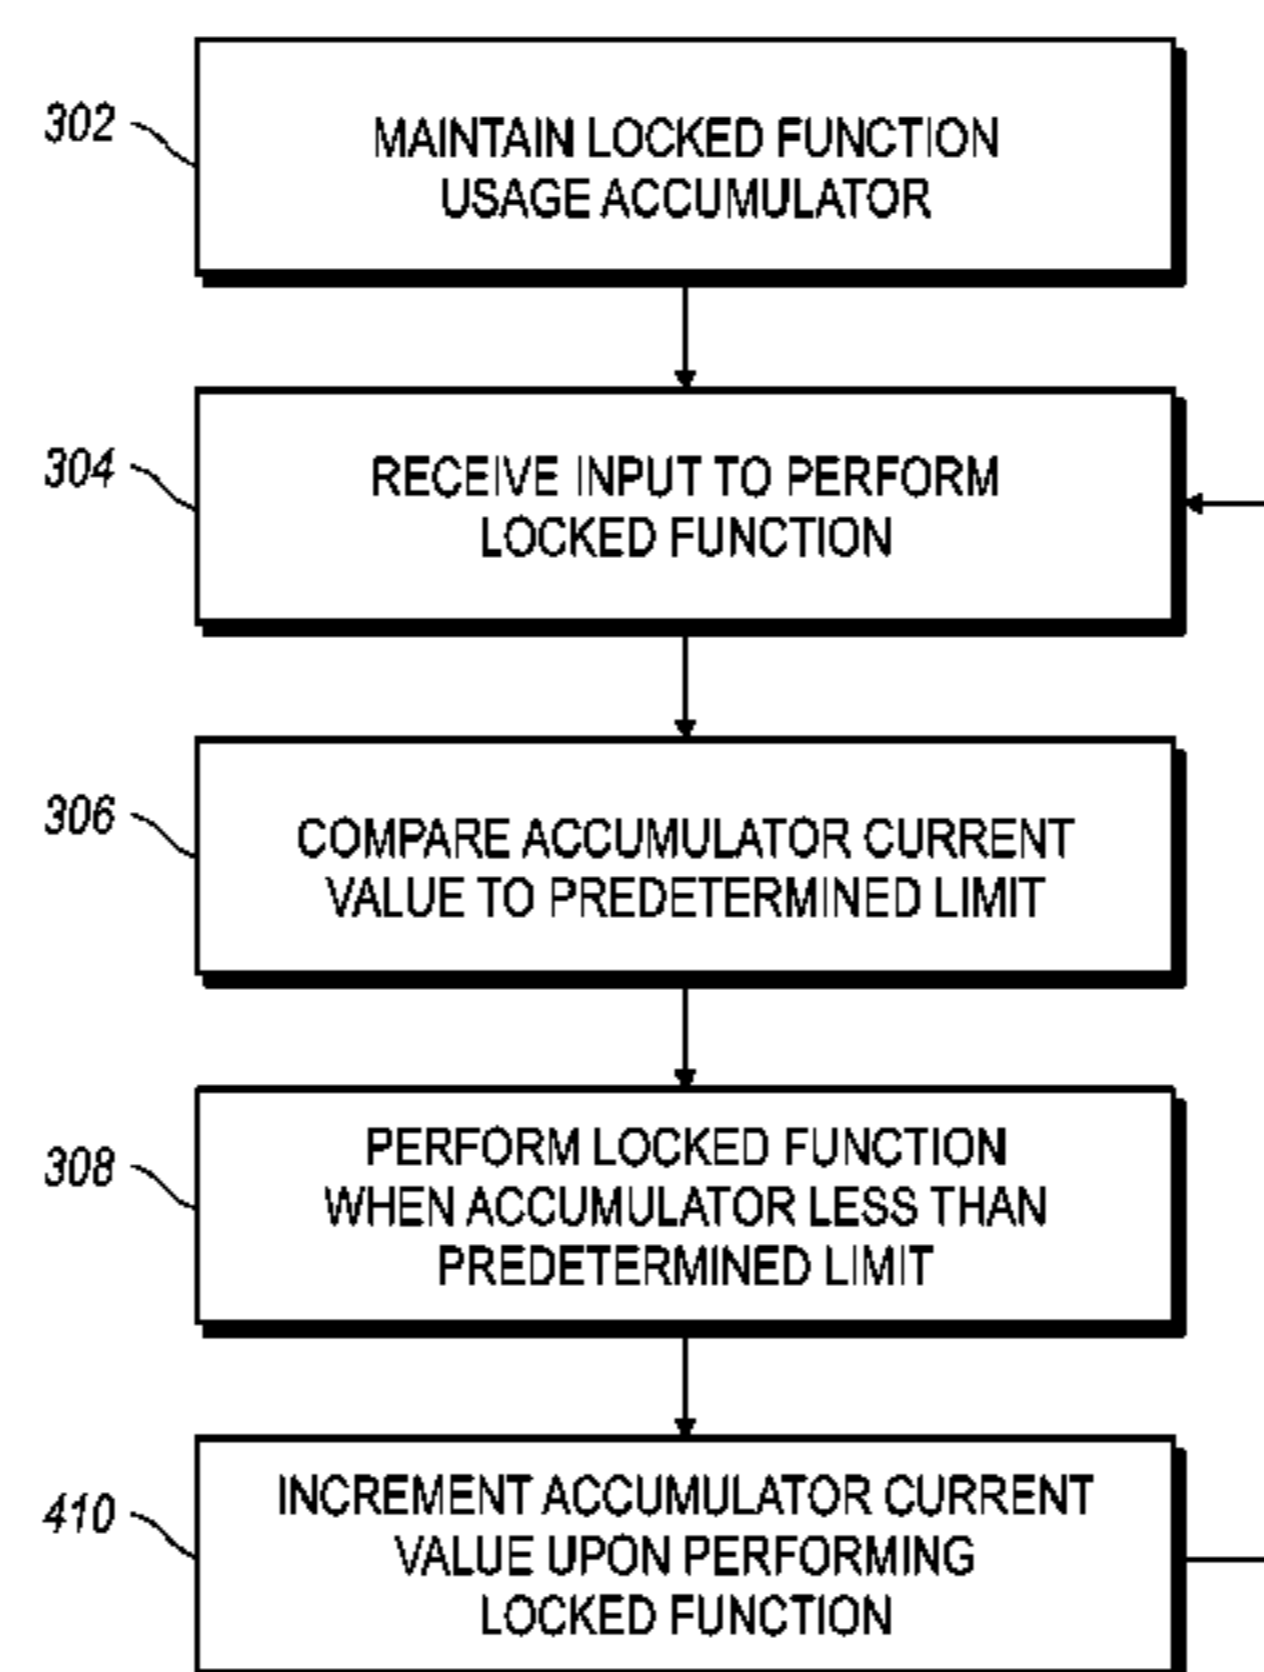 302
MAINTAIN LOCKED FUNCTION
USAGE ACCUMULATOR
304
RECEIVE INPUT TO PERFORM
LOCKED FUNCTION
306
COMPARE ACCUMULATOR CURRENT
VALUE TO PREDETERMINED LIMIT
308
PERFORM LOCKED FUNCTION
WHEN ACCUMULATOR LESS THAN
PREDETERMINED LIMIT
410
INCREMENT ACCUMULATOR CURRENT
VALUE UPON PERFORMING
LOCKED FUNCTION